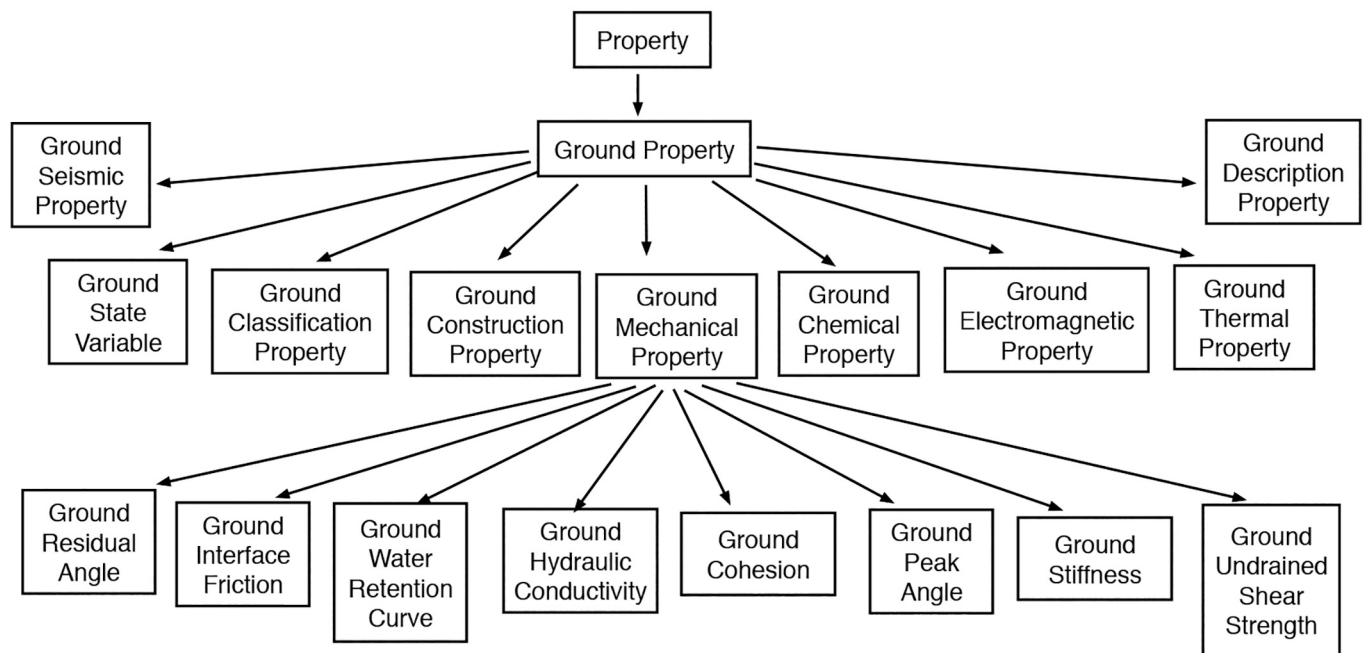 Property
Ground Property
Ground
Seismic
Property
Ground
Description
Property
Ground
State
Variable
Ground
Classification
Property
Ground
Construction
Property
Ground
Mechanical
Property
Ground
Chemical
Property
Ground
Electromagnetic
Property
Ground
Thermal
Property
Ground
Residual
Angle
Ground
Interface
Friction
Ground
Water
Retention
Curve
Ground
Hydraulic
Conductivity
Ground
Cohesion
Ground
Peak
Angle
Ground
Stiffness
Ground
Undrained
Shear
Strength